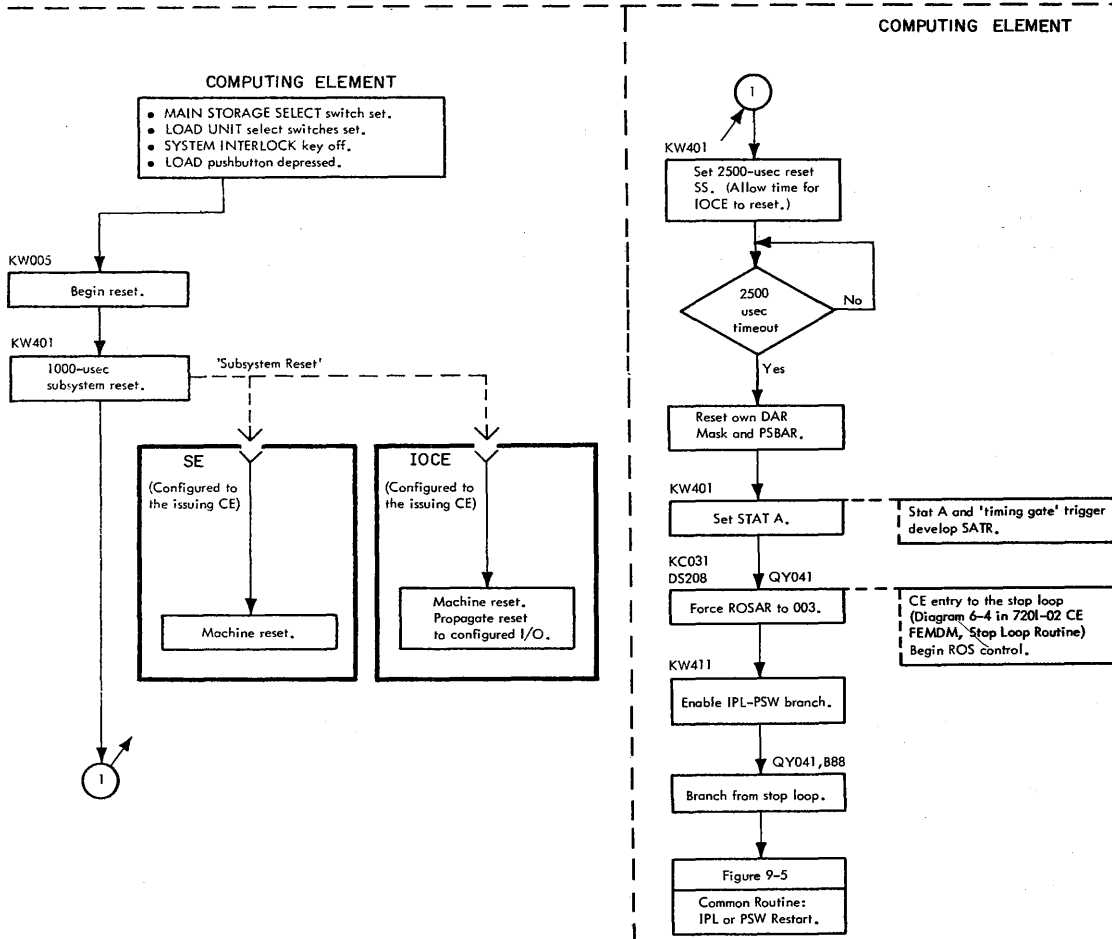 COMPUTING ELEMENT
• MAIN STORAGE SELECT switch set.
• LOAD UNIT select switches set.
• SYSTEM INTERLOCK key off.
• LOAD pushbutton depressed.
KW005
Begin reset.
KW401
1000-usec
subsystem reset.
'Subsystem Reset'
SE
(Configured to
the issuing CE)
Machine reset.
IOCE
(Configured to
the issuing CE)
Machine reset.
Propagate reset
to configured I/O.
1
COMPUTING ELEMENT
1
KW401
Set 2500-usec reset
SS. (Allow time for
IOCE to reset.)
2500
usec
timeout
No
Yes
Reset own DAR
Mask and PSBAR.
KW401
Set STAT A.
Stat A and 'timing gate' trigger
develop SATR.
KC031
DS208
QY041
Force ROSAR to 003.
CE entry to the stop loop
(Diagram 6-4 in 7201-02 CE
FEMDM, Stop Loop Routine)
Begin ROS control.
KW411
Enable IPL-PSW branch.
QY041,B88
Branch from stop loop.
Figure 9-5
Common Routine:
IPL or PSW Restart.